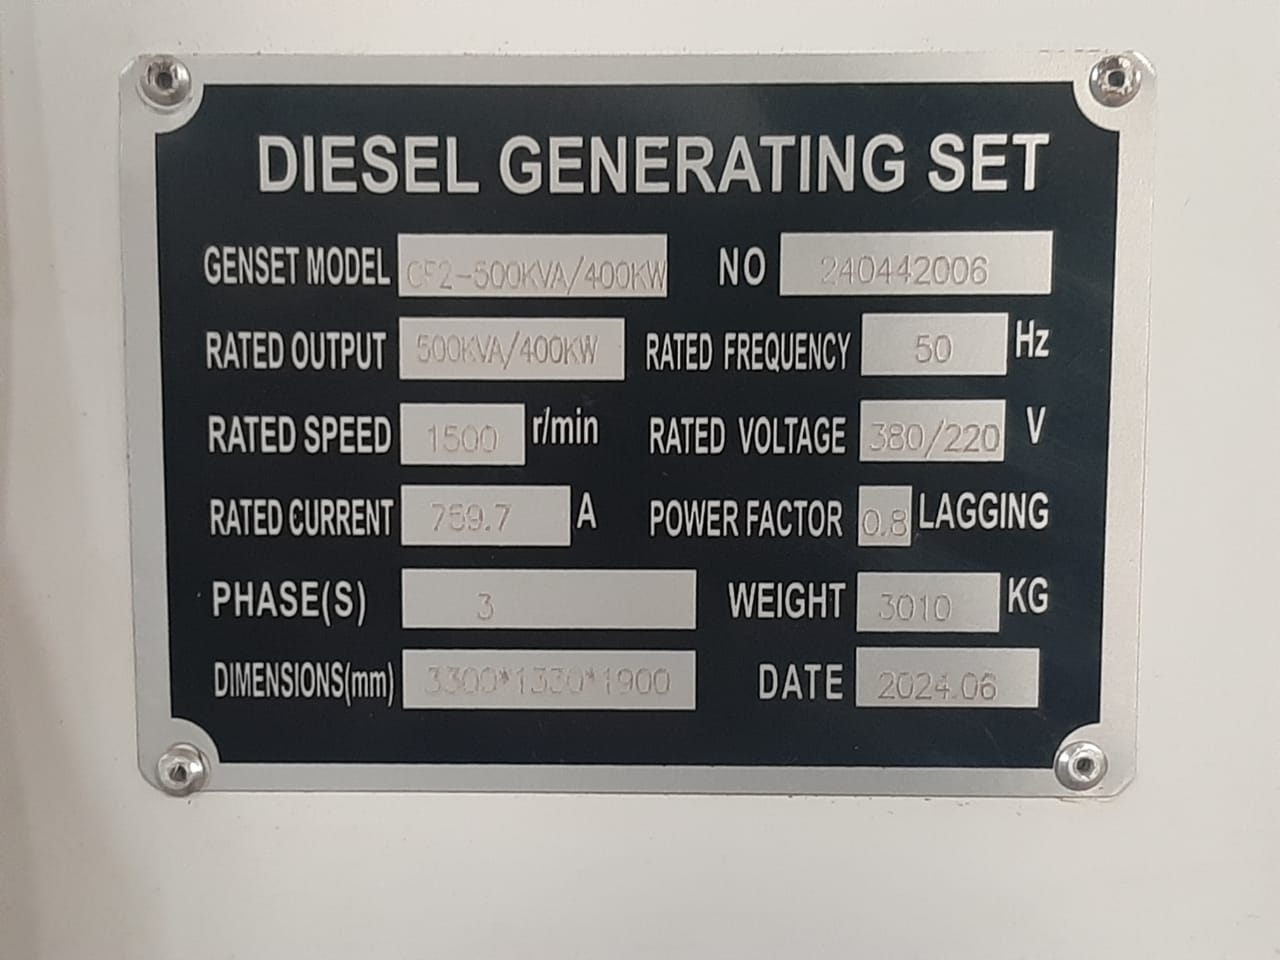 DIESEL GENERATING SET
GENSET MODEL CF2-500KVA/400KW NO 240442006
RATED OUTPUT 500KVA/400KW RATED FREQUENCY 50 Hz
RATED SPEED 1500 r/min RATED VOLTAGE 380/220 V
RATED CURRENT 759.7 A POWER FACTOR 0.8 LAGGING
PHASE(S) 3 WEIGHT 3010 KG
DIMENSIONS(mm) 3300*1330*1900 DATE 2024.06